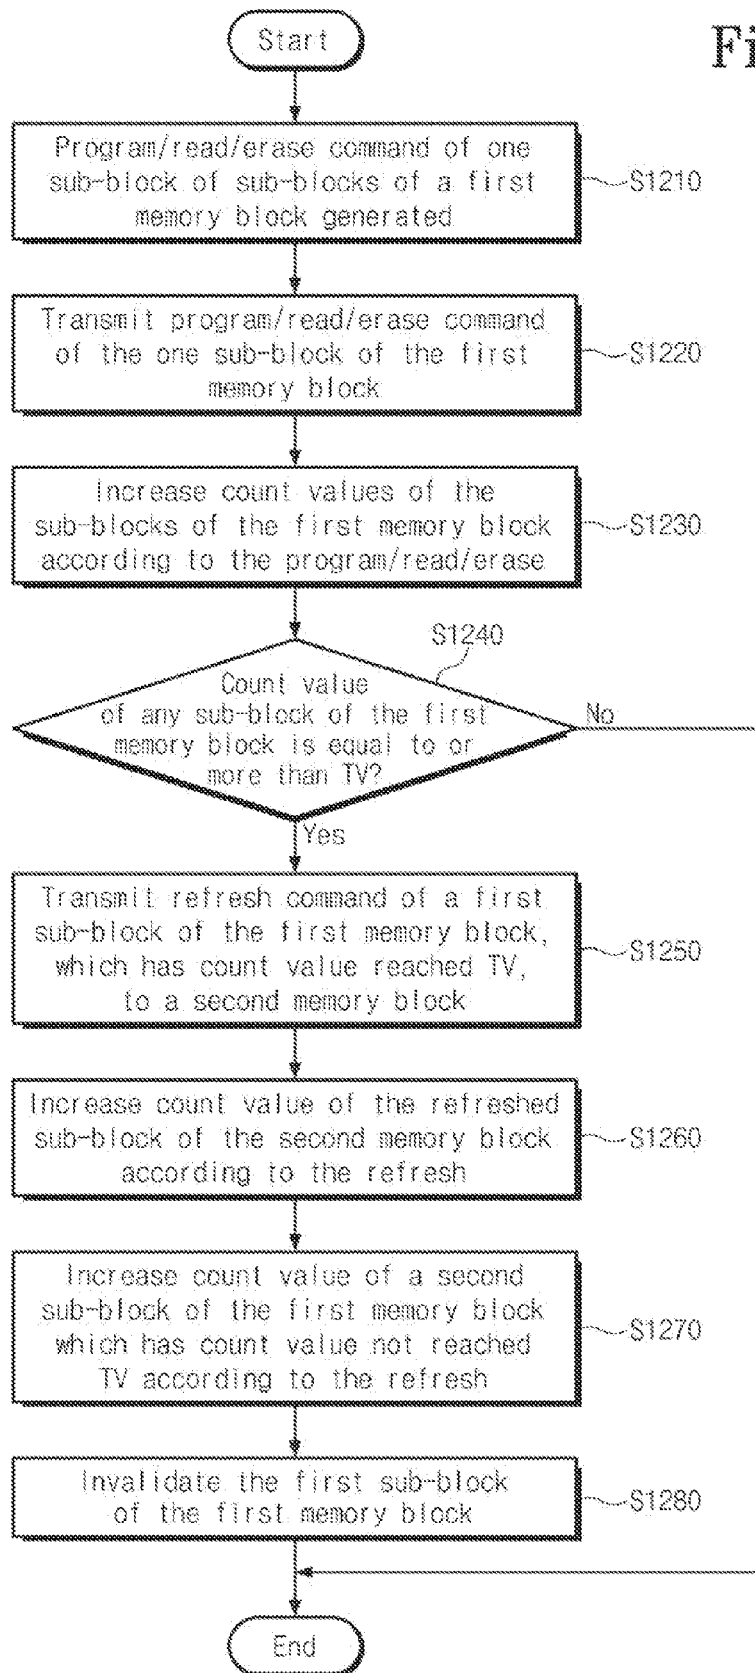 Start
Fi
Program/read/erase command of one
sub-block of sub-blocks of a first
memory block generated
S1210
Transmit program/read/erase command
of the one sub-block of the first
memory block
S1220
Increase count values of the
sub-blocks of the first memory block
according to the program/read/erase
S1230
S1240
Count value
of any sub-block of the first
memory block is equal to or
more than TV?
No
Yes
Transmit refresh command of a first
sub-block of the first memory block,
which has count value reached TV,
to a second memory block
S1250
Increase count value of the refreshed
sub-block of the second memory block
according to the refresh
S1260
Increase count value of a second
sub-block of the first memory block
which has count value not reached
TV according to the refresh
S1270
Invalidate the first sub-block
of the first memory block
S1280
End